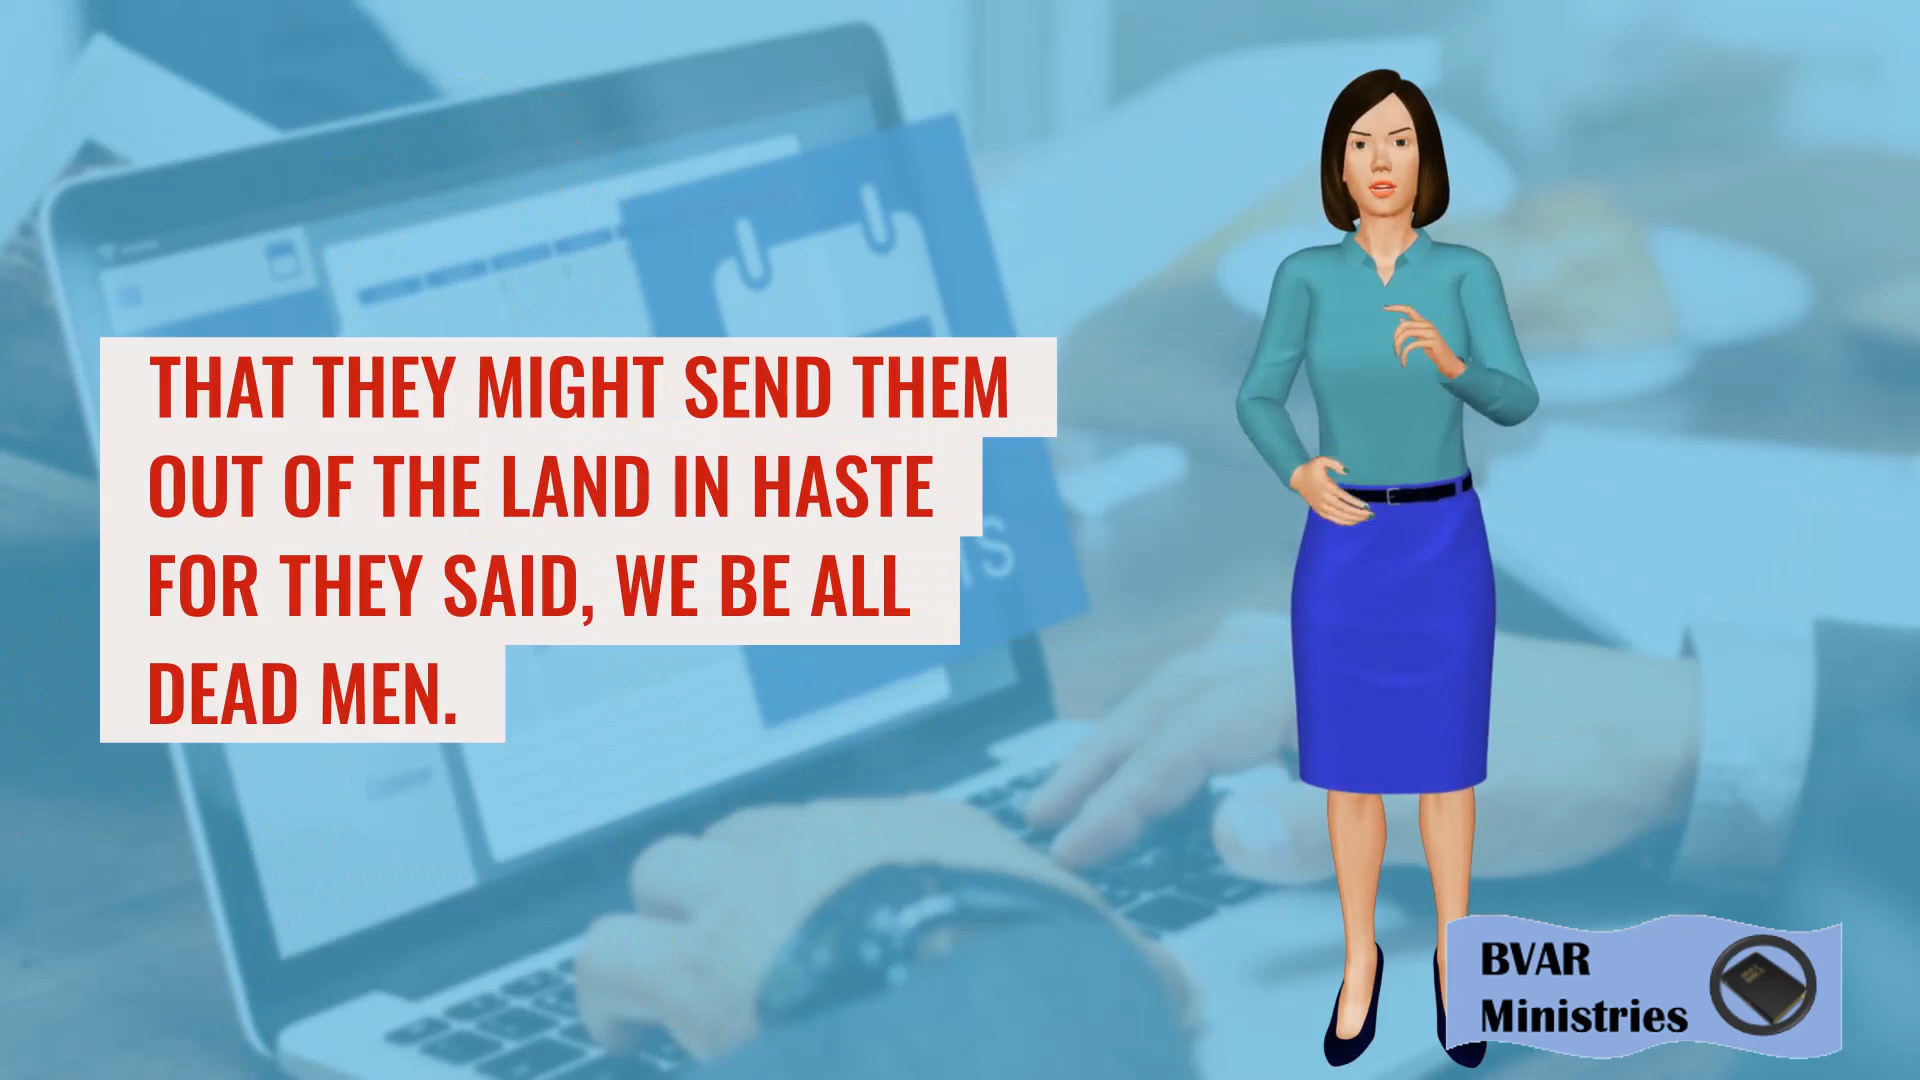 THAT THEY MIGHT SEND THEM
OUT OF THE LAND IN HASTE
FOR THEY SAID, WE BE ALL
DEAD MEN.
BVAR
Ministries